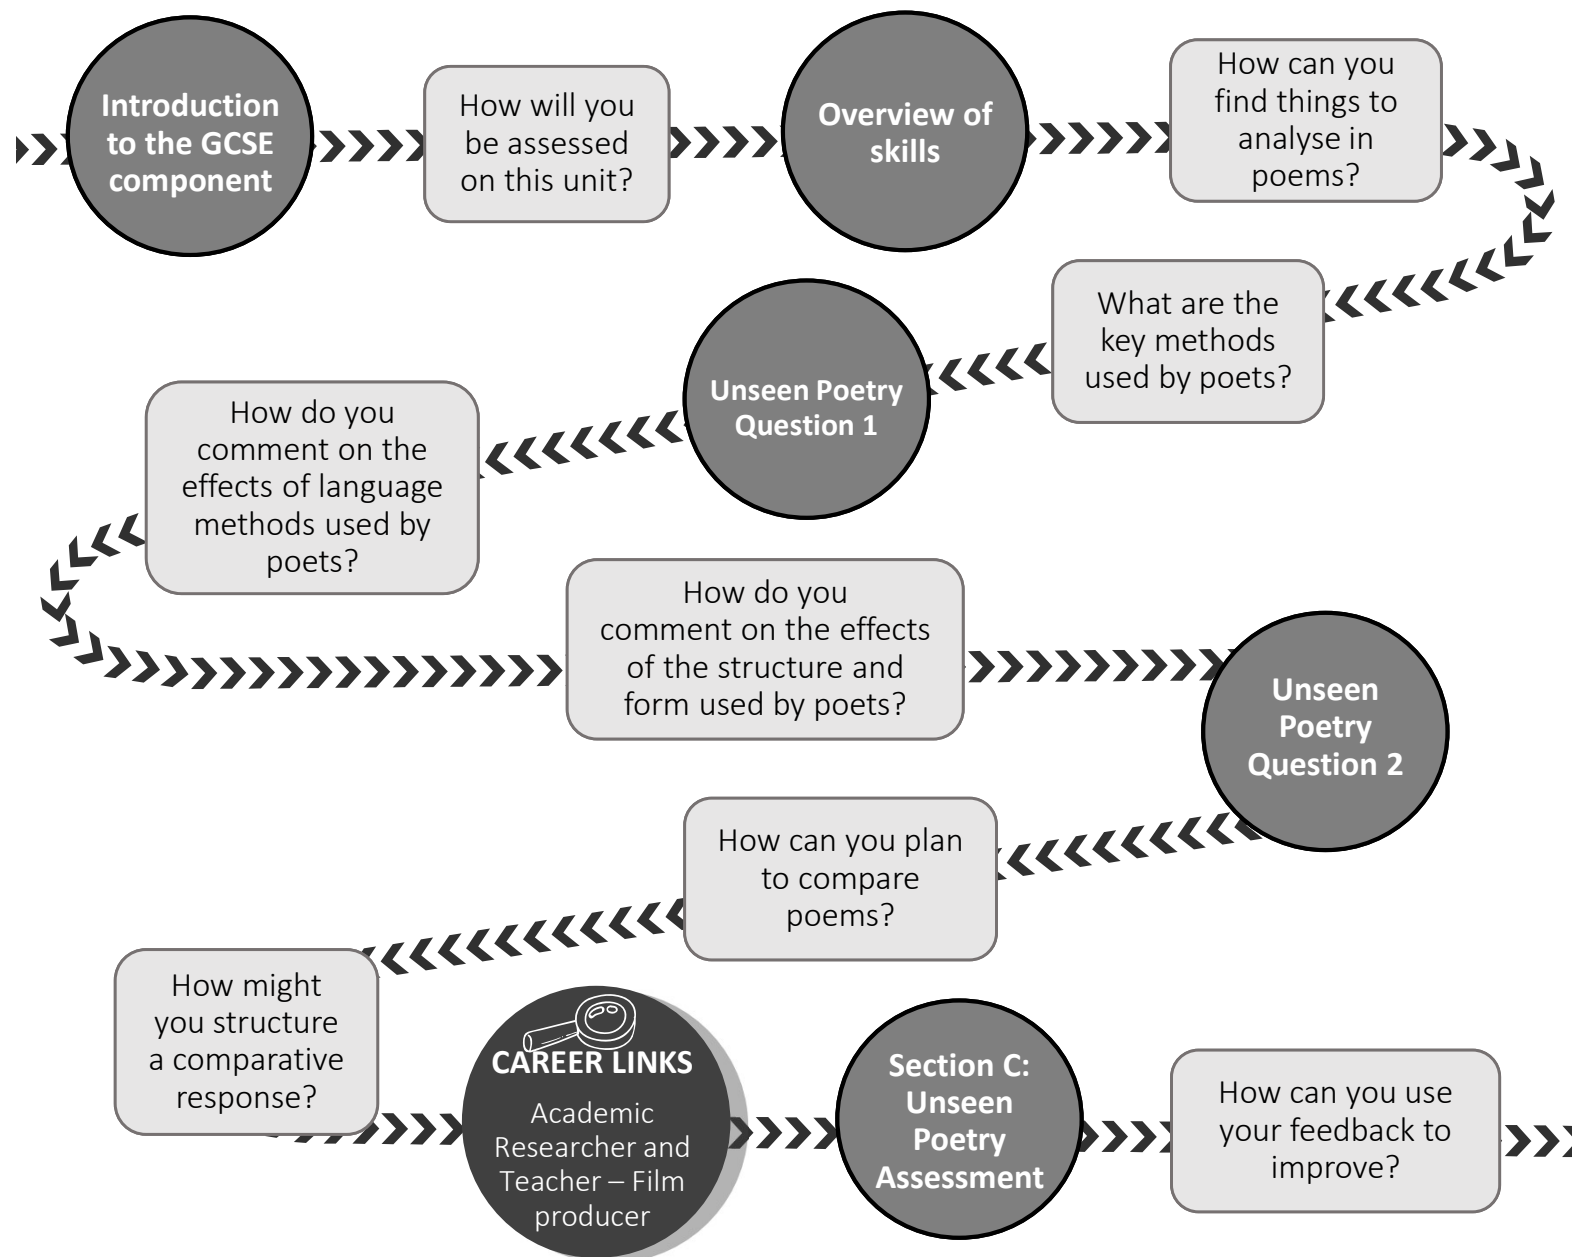 Introduction
to the GCSE
component
How will you
be assessed
on this unit?
Overview of
skills
How can you
find things to
analyse in
poems?
What are the
key methods
used by poets?
Unseen Poetry
Question 1
How do you
comment on the
effects of language
methods used by
poets?
How do you
comment on the effects
of the structure and
form used by poets?
Unseen
Poetry
Question 2
How can you plan
to compare
poems?
How might
you structure
a comparative
response?
CAREER LINKS
Academic
Researcher and
Teacher – Film
producer
Section C:
Unseen
Poetry
Assessment
How can you use
your feedback to
improve?